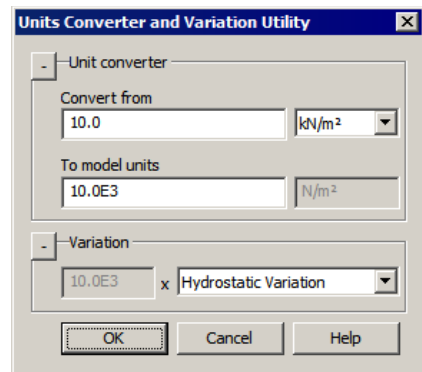 Units Converter and Variation Utility
- Unit converter
Convert from
10.0 kN/m²
To model units
10.0E3 N/m²
- Variation
10.0E3 x Hydrostatic Variation
OK Cancel Help